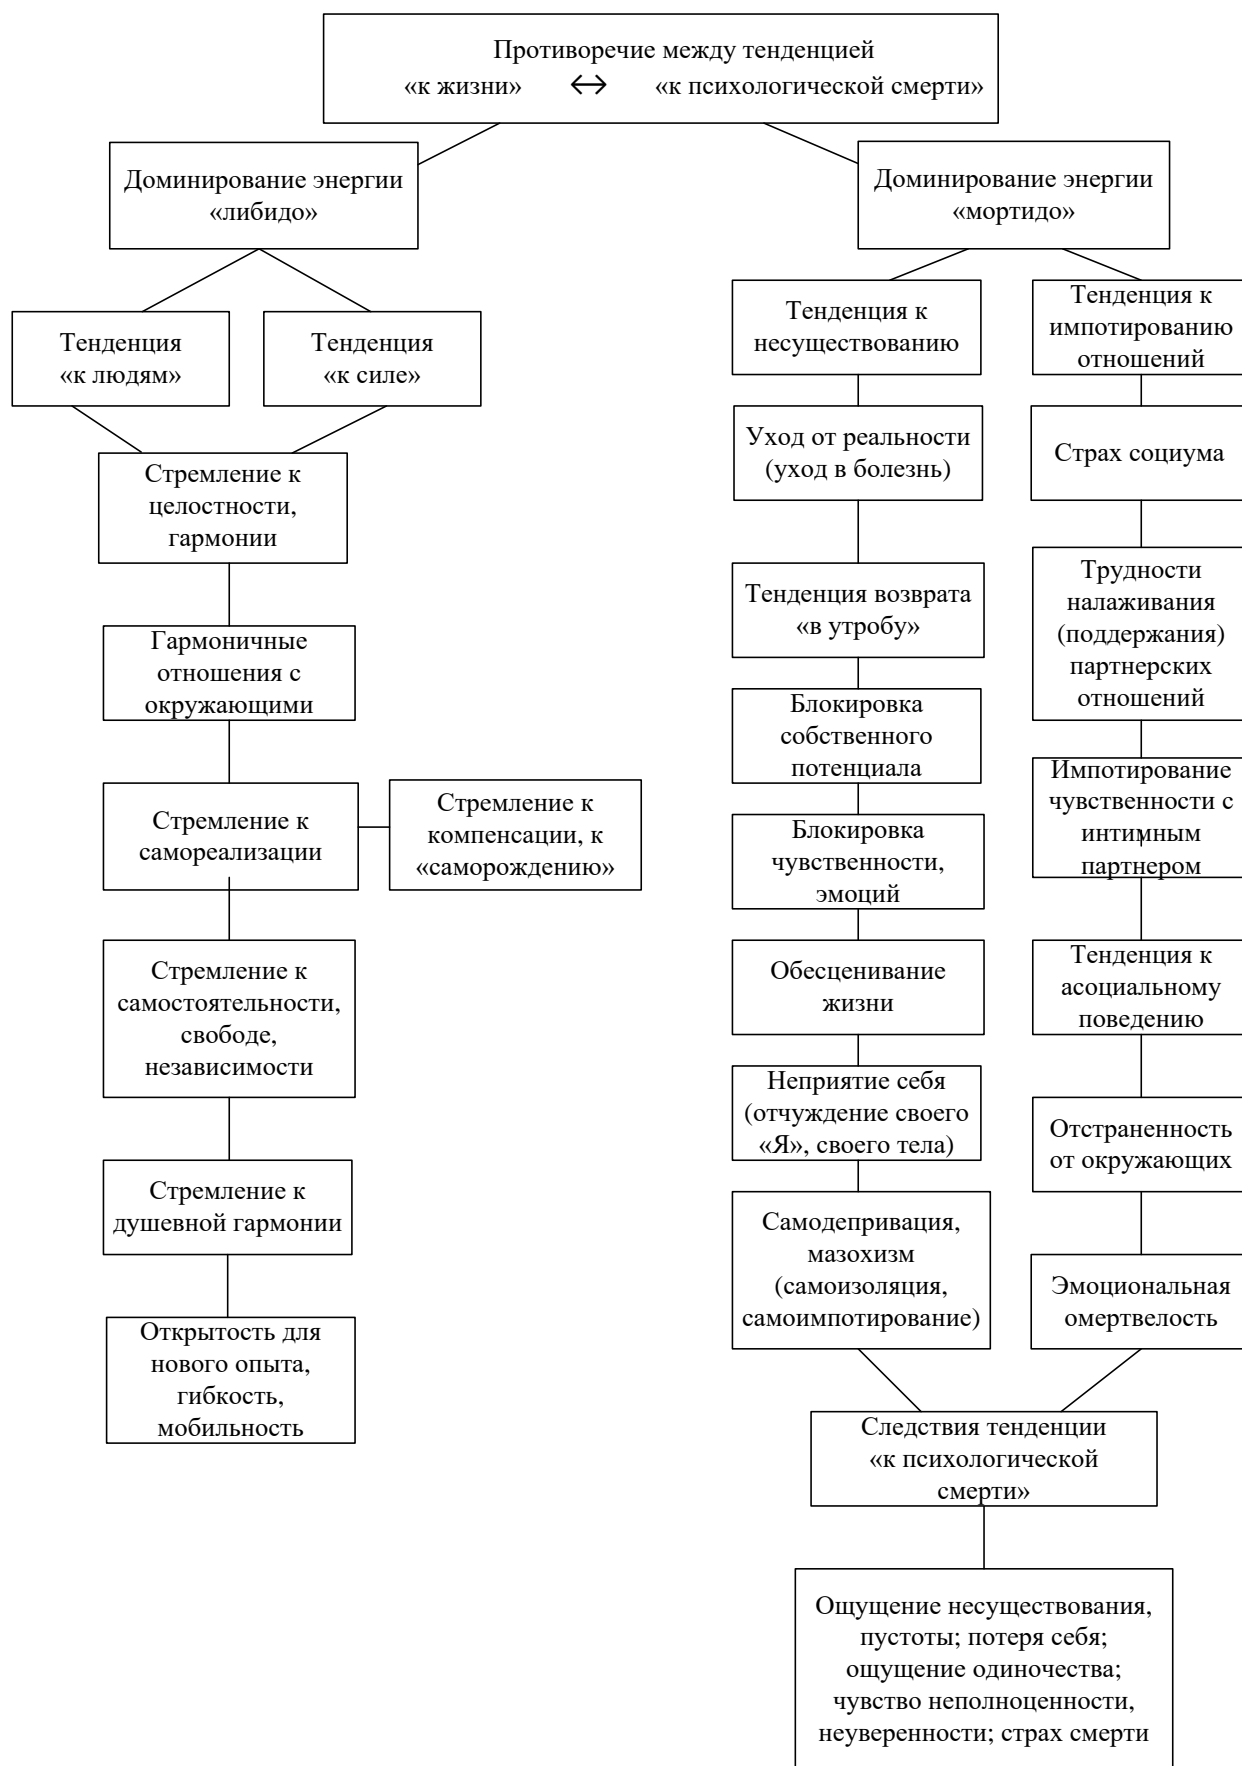 Противоречие между тенденцией
«к жизни» ↔ «к психологической смерти»
Доминирование энергии
«либидо»
Доминирование энергии
«мортидо»
Тенденция
«к людям»
Тенденция
«к силе»
Тенденция к
несуществованию
Тенденция к
импотированию
отношений
Стремление к
целостности,
гармонии
Гармоничные
отношения с
окружающими
Стремление к
самореализации
Стремление к
компенсации, к
«саморождению»
Стремление к
самостоятельности,
свободе,
независимости
Стремление к
душевной гармонии
Открытость для
нового опыта,
гибкость,
мобильность
Уход от реальности
(уход в болезнь)
Тенденция возврата
«в утробу»
Блокировка
собственного
потенциала
Блокировка
чувственности,
эмоций
Обесценивание
жизни
Неприятие себя
(отчуждение своего
«Я», своего тела)
Самодепривация,
мазохизм
(самоизоляция,
самоимпотирование)
Страх социума
Трудности
налаживания
(поддержания)
партнерских
отношений
Импотирование
чувственности с
интимным
партнером
Тенденция к
асоциальному
поведению
Отстраненность
от окружающих
Эмоциональная
омертвелость
Следствия тенденции
«к психологической
смерти»
Ощущение несуществования,
пустоты; потеря себя;
ощущение одиночества;
чувство неполноценности,
неуверенности; страх смерти